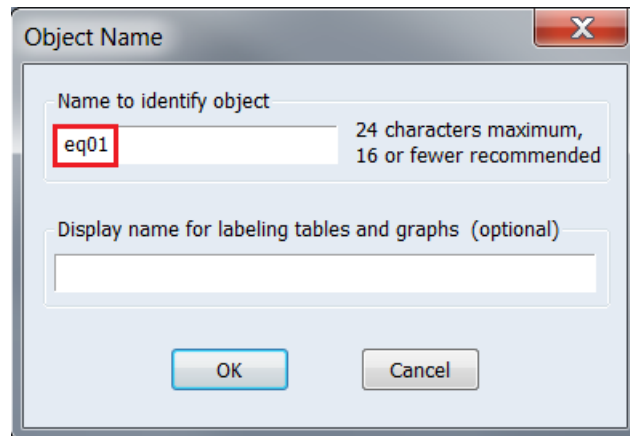 Object Name
X
Name to identify object
eq01
24 characters maximum,
16 or fewer recommended
Display name for labeling tables and graphs (optional)
OK
Cancel